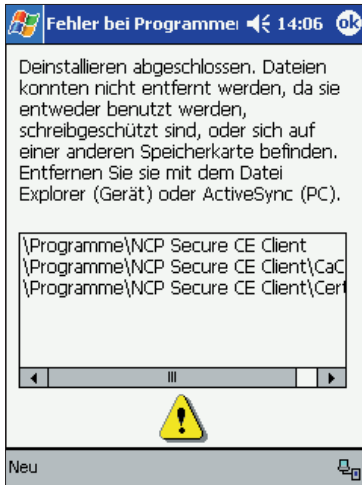 Fehler bei Programmer 14:06 ok
Deinstallieren abgeschlossen. Dateien
konnten nicht entfernt werden, da sie
entweder benutzt werden,
schreibgeschützt sind, oder sich auf
einer anderen Speicherkarte befinden.
Entfernen Sie sie mit dem Datei
Explorer (Gerät) oder ActiveSync (PC).
\Programme\NCP Secure CE Client
\Programme\NCP Secure CE Client\CaC
\Programme\NCP Secure CE Client\Cert
Neu